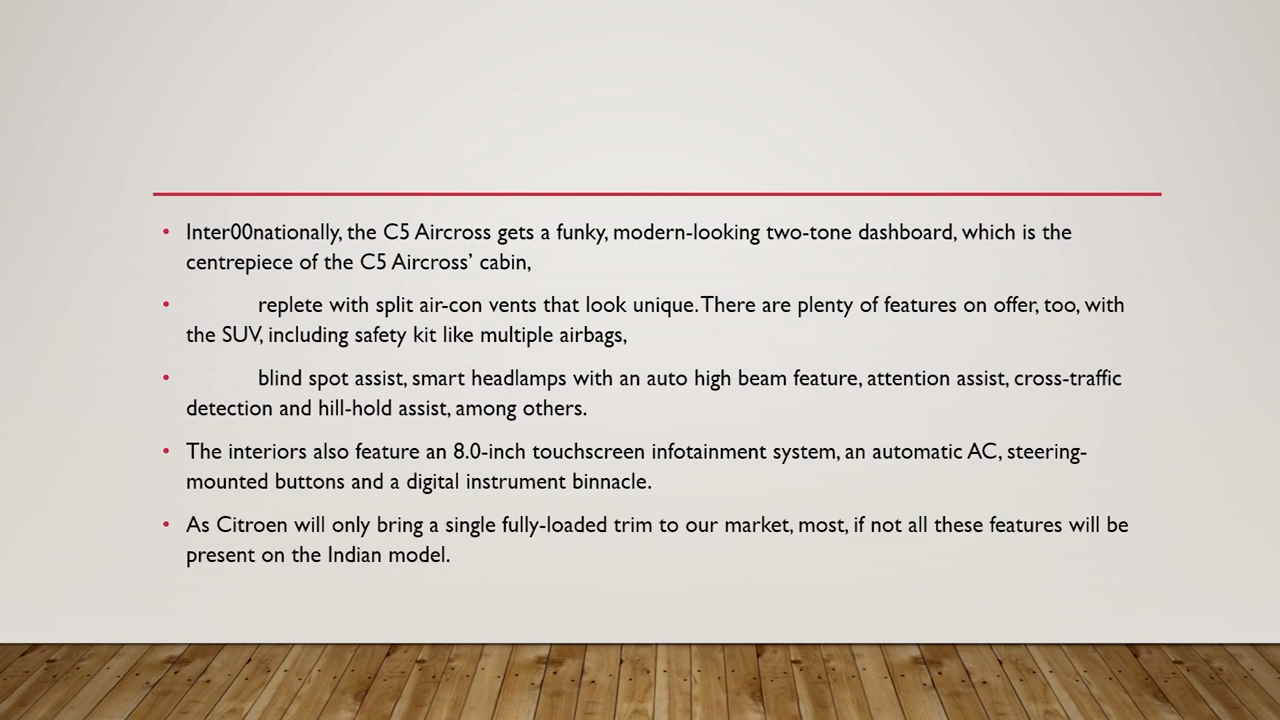 • Inter00nationally, the C5 Aircross gets a funky, modern-looking two-tone dashboard, which is the
centrepiece of the C5 Aircross’ cabin,
• replete with split air-con vents that look unique. There are plenty of features on offer, too, with
the SUV, including safety kit like multiple airbags,
• blind spot assist, smart headlamps with an auto high beam feature, attention assist, cross-traffic
detection and hill-hold assist, among others.
• The interiors also feature an 8.0-inch touchscreen infotainment system, an automatic AC, steering-
mounted buttons and a digital instrument binnacle.
• As Citroen will only bring a single fully-loaded trim to our market, most, if not all these features will be
present on the Indian model.